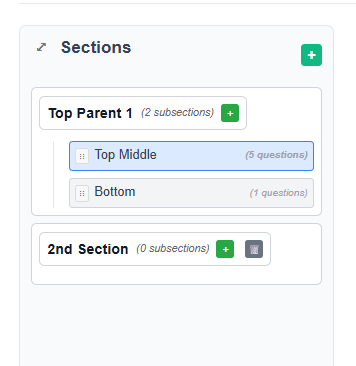 Sections
+
Top Parent 1 (2 subsections) +
Top Middle (5 questions)
Bottom (1 questions)
2nd Section (0 subsections) +